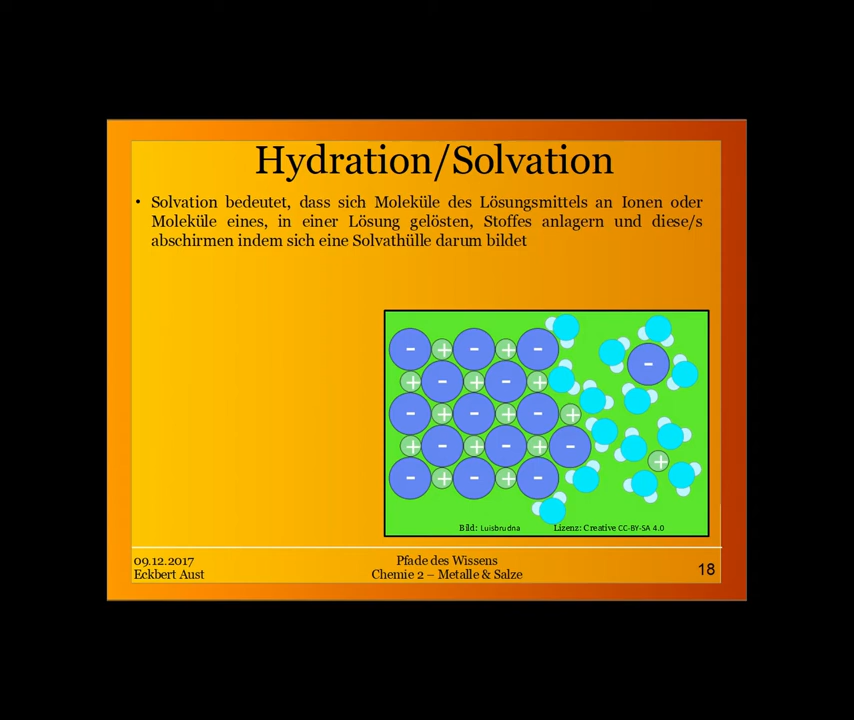 Hydration/Solvation
• Solvation bedeutet, dass sich Moleküle des Lösungsmittels an Ionen oder
Moleküle eines, in einer Lösung gelösten, Stoffes anlagern und diese/s
abschirmen indem sich eine Solvathülle darum bildet
- + - + -
+ - + - +
- + - + - +
+ - + - + -
- + - + -
-
+
Bild: Luisbrudna Lizenz: Creative CC-BY-SA 4.0
09.12.2017
Eckbert Aust
Pfade des Wissens
Chemie 2 – Metalle & Salze
18